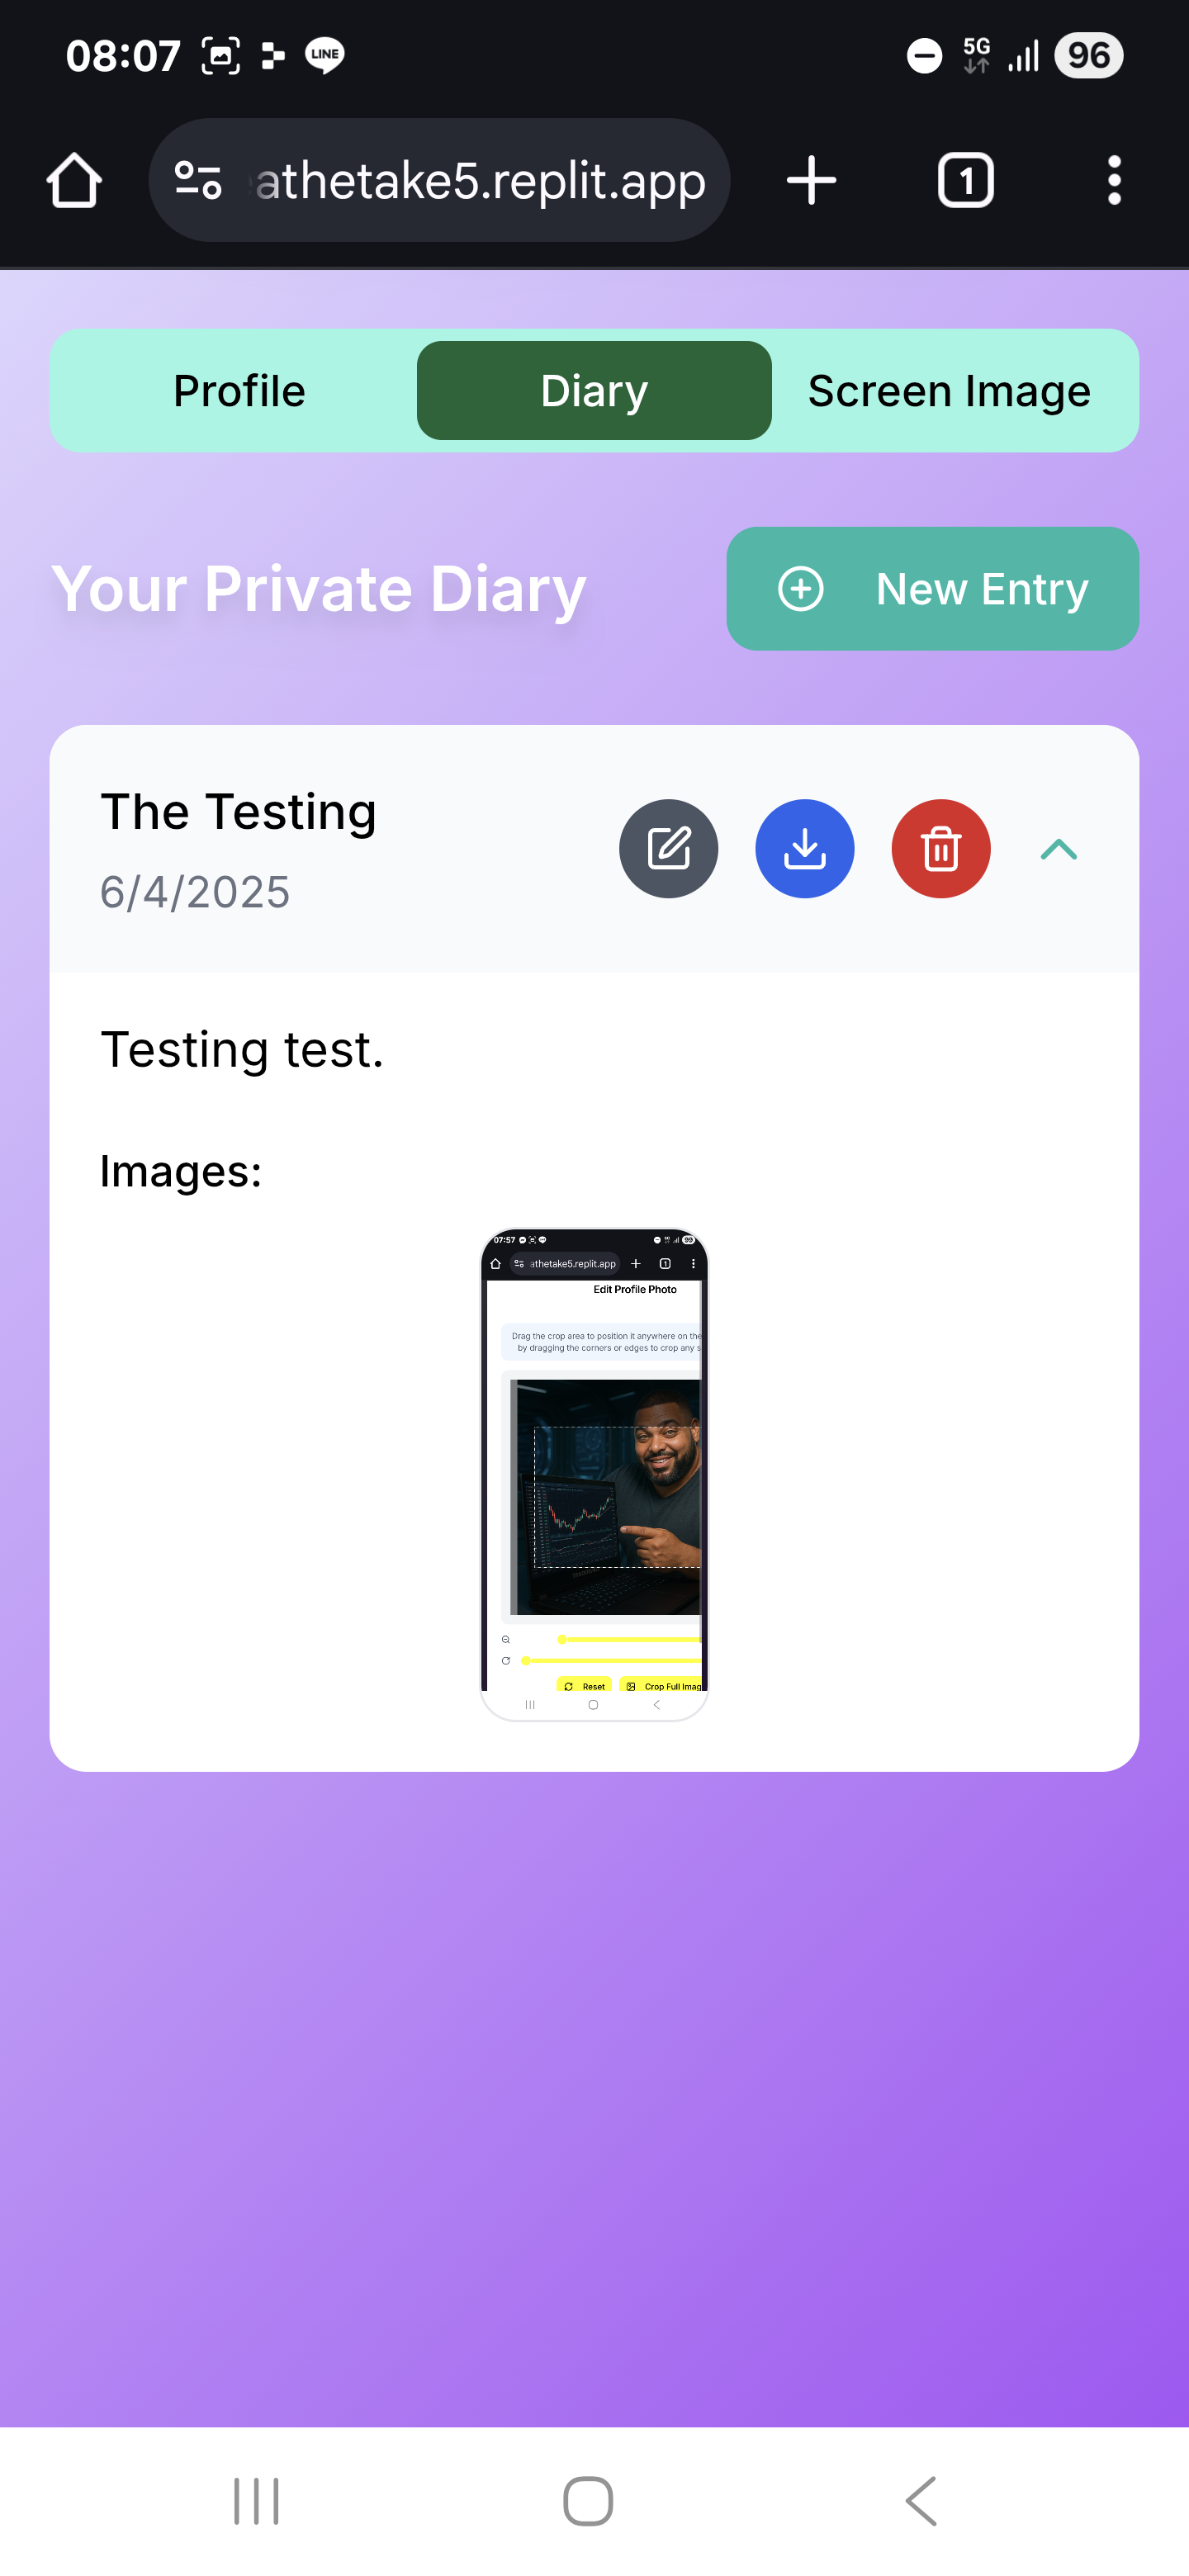 08:07 LINE 5G 96
athetake5.replit.app 1
Profile Diary Screen Image
Your Private Diary New Entry
The Testing
6/4/2025
Testing test.
Images:
07:57 99
athetake5.replit.app 1
Edit Profile Photo
Drag the crop area to position it anywhere on the
by dragging the corners or edges to crop any s
Reset Crop Full Imag